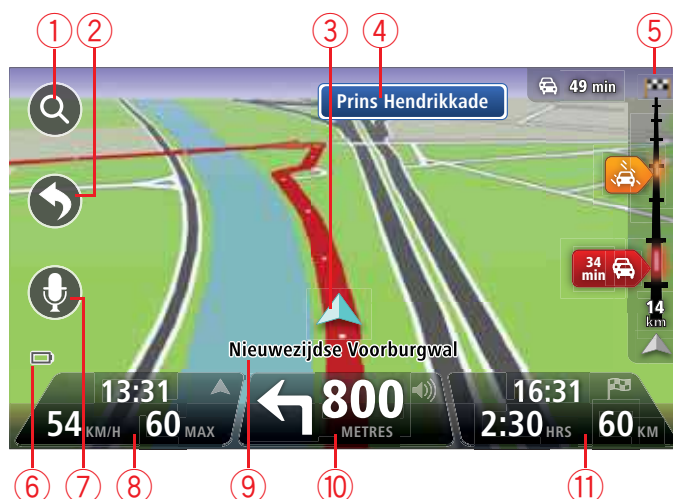 ① ② ③ ④ ⑤
Prins Hendrikkade
49 min
34
min
14
km
Nieuwezijdse Voorburgwal
13:31
54 KM/H 60 MAX
800
METRES
16:31
2:30 HRS 60 KM
⑥ ⑦ ⑧ ⑨ ⑩ ⑪